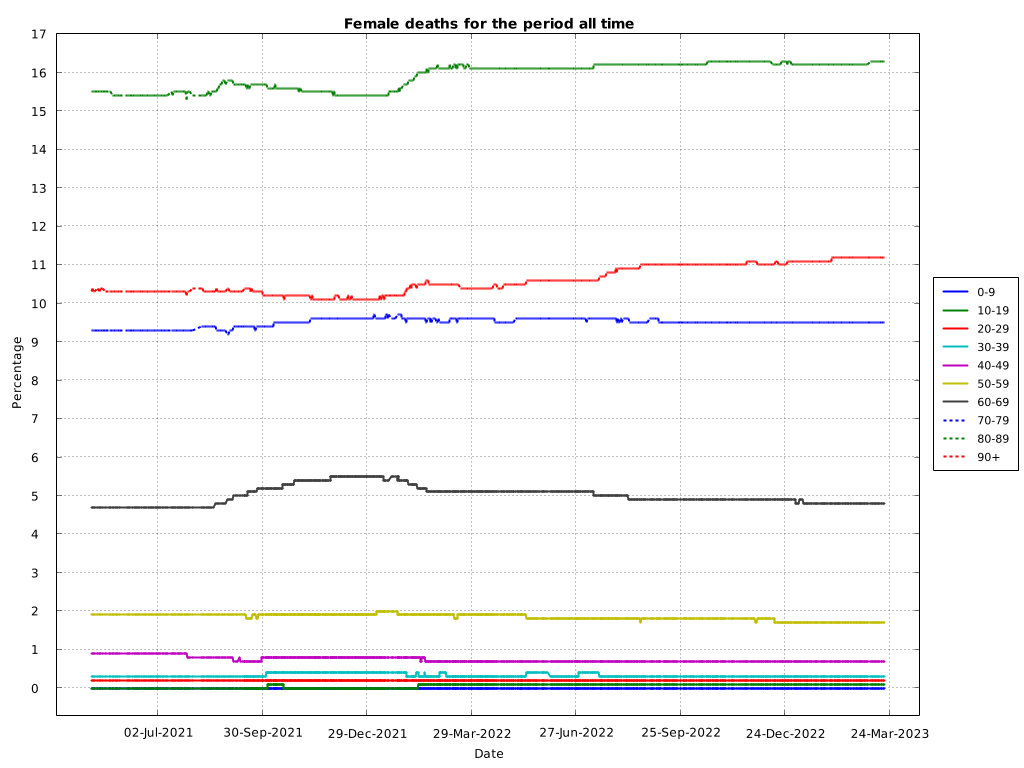 Female deaths for the period all time
17
16
15
14
13
12
11
10
9
8
7
6
5
4
3
2
1
0
Percentage
02-Jul-2021
30-Sep-2021
29-Dec-2021
29-Mar-2022
27-Jun-2022
25-Sep-2022
24-Dec-2022
24-Mar-2023
Date
0-9
10-19
20-29
30-39
40-49
50-59
60-69
70-79
80-89
90+